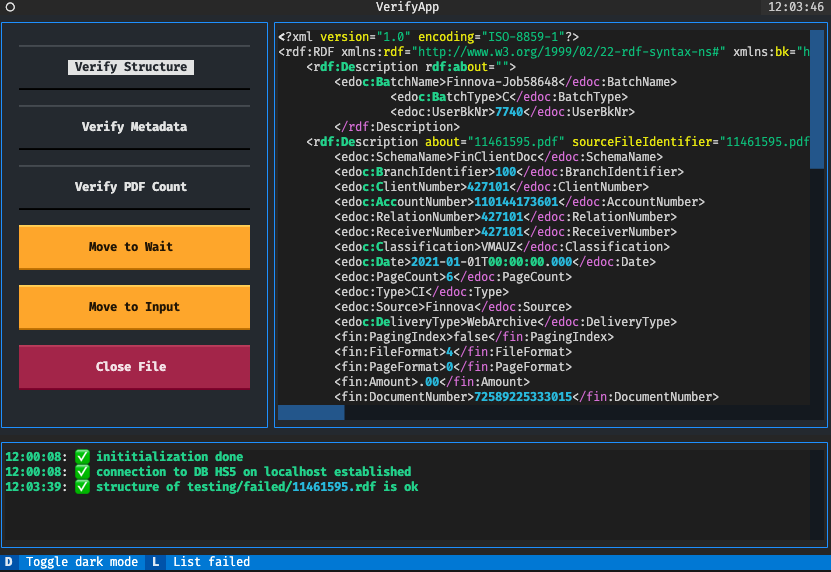 VerifyApp 12:03:46
Verify Structure
Verify Metadata
Verify PDF Count
Move to Wait
Move to Input
Close File
<?xml version="1.0" encoding="ISO-8859-1"?>
<rdf:RDF xmlns:rdf="http://www.w3.org/1999/02/22-rdf-syntax-ns#" xmlns:bk="h
<rdf:Description rdf:about="">
<edoc:BatchName>Finnova-Job58648</edoc:BatchName>
<edoc:BatchType>C</edoc:BatchType>
<edoc:UserBkNr>7740</edoc:UserBkNr>
</rdf:Description>
<rdf:Description about="11461595.pdf" sourceFileIdentifier="11461595.pdf
<edoc:SchemaName>FinClientDoc</edoc:SchemaName>
<edoc:BranchIdentifier>100</edoc:BranchIdentifier>
<edoc:ClientNumber>427101</edoc:ClientNumber>
<edoc:AccountNumber>110144173601</edoc:AccountNumber>
<edoc:RelationNumber>427101</edoc:RelationNumber>
<edoc:ReceiverNumber>427101</edoc:ReceiverNumber>
<edoc:Classification>VMAUZ</edoc:Classification>
<edoc:Date>2021-01-01T00:00:00.000</edoc:Date>
<edoc:PageCount>6</edoc:PageCount>
<edoc:Type>CI</edoc:Type>
<edoc:Source>Finnova</edoc:Source>
<edoc:DeliveryType>WebArchive</edoc:DeliveryType>
<fin:PagingIndex>false</fin:PagingIndex>
<fin:FileFormat>4</fin:FileFormat>
<fin:PageFormat>0</fin:PageFormat>
<fin:Amount>.00</fin:Amount>
<fin:DocumentNumber>72589225333015</fin:DocumentNumber>
12:00:08: ✅ inititialization done
12:00:08: ✅ connection to DB HS5 on localhost established
12:03:39: ✅ structure of testing/failed/11461595.rdf is ok
D Toggle dark mode L List failed